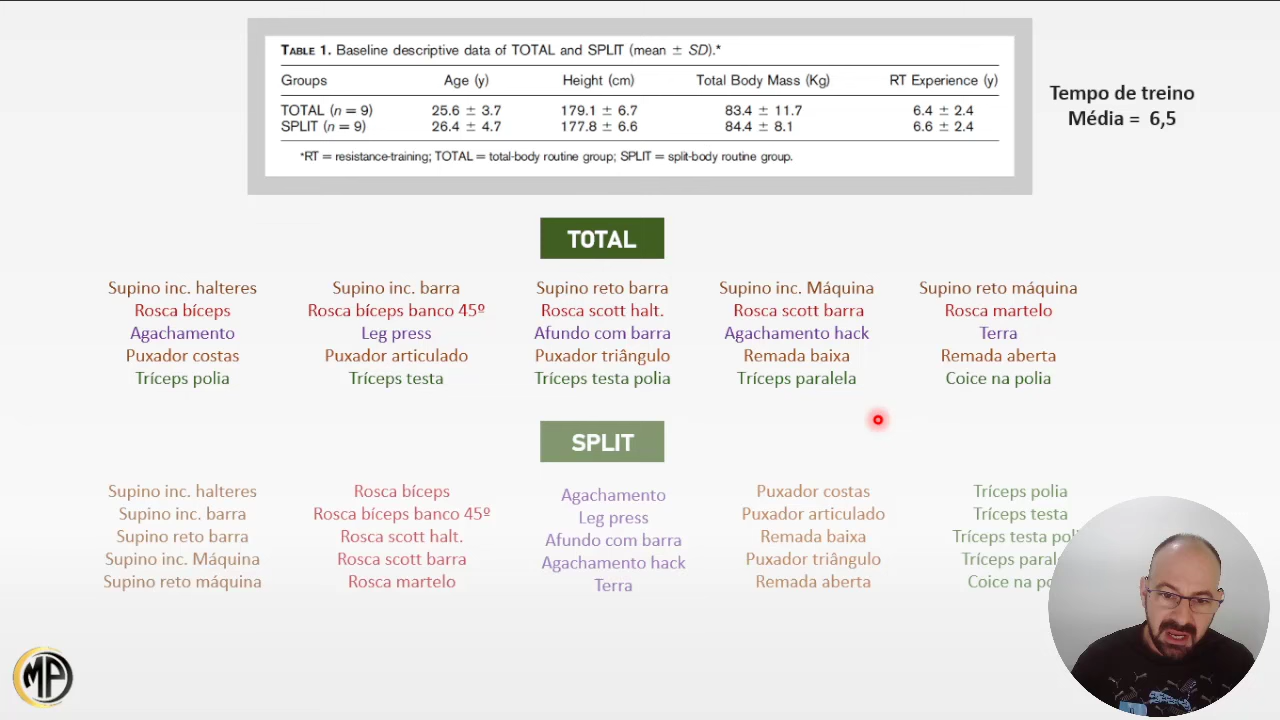 TABLE 1. Baseline descriptive data of TOTAL and SPLIT (mean ± SD).*
Groups Age (y) Height (cm) Total Body Mass (Kg) RT Experience (y)
TOTAL (n = 9) 25.6 ± 3.7 179.1 ± 6.7 83.4 ± 11.7 6.4 ± 2.4
SPLIT (n = 9) 26.4 ± 4.7 177.8 ± 6.6 84.4 ± 8.1 6.6 ± 2.4
*RT = resistance-training; TOTAL = total-body routine group; SPLIT = split-body routine group.
Tempo de treino
Média = 6,5
TOTAL
Supino inc. halteres
Rosca bíceps
Agachamento
Puxador costas
Tríceps polia
Supino inc. barra
Rosca bíceps banco 45º
Leg press
Puxador articulado
Tríceps testa
Supino reto barra
Rosca scott halt.
Afundo com barra
Puxador triângulo
Tríceps testa polia
Supino inc. Máquina
Rosca scott barra
Agachamento hack
Remada baixa
Tríceps paralela
Supino reto máquina
Rosca martelo
Terra
Remada aberta
Coice na polia
SPLIT
Supino inc. halteres
Supino inc. barra
Supino reto barra
Supino inc. Máquina
Supino reto máquina
Rosca bíceps
Rosca bíceps banco 45º
Rosca scott halt.
Rosca scott barra
Rosca martelo
Agachamento
Leg press
Afundo com barra
Agachamento hack
Terra
Puxador costas
Puxador articulado
Remada baixa
Puxador triângulo
Remada aberta
Tríceps polia
Tríceps testa
Tríceps testa
Tríceps
Coice na
MP